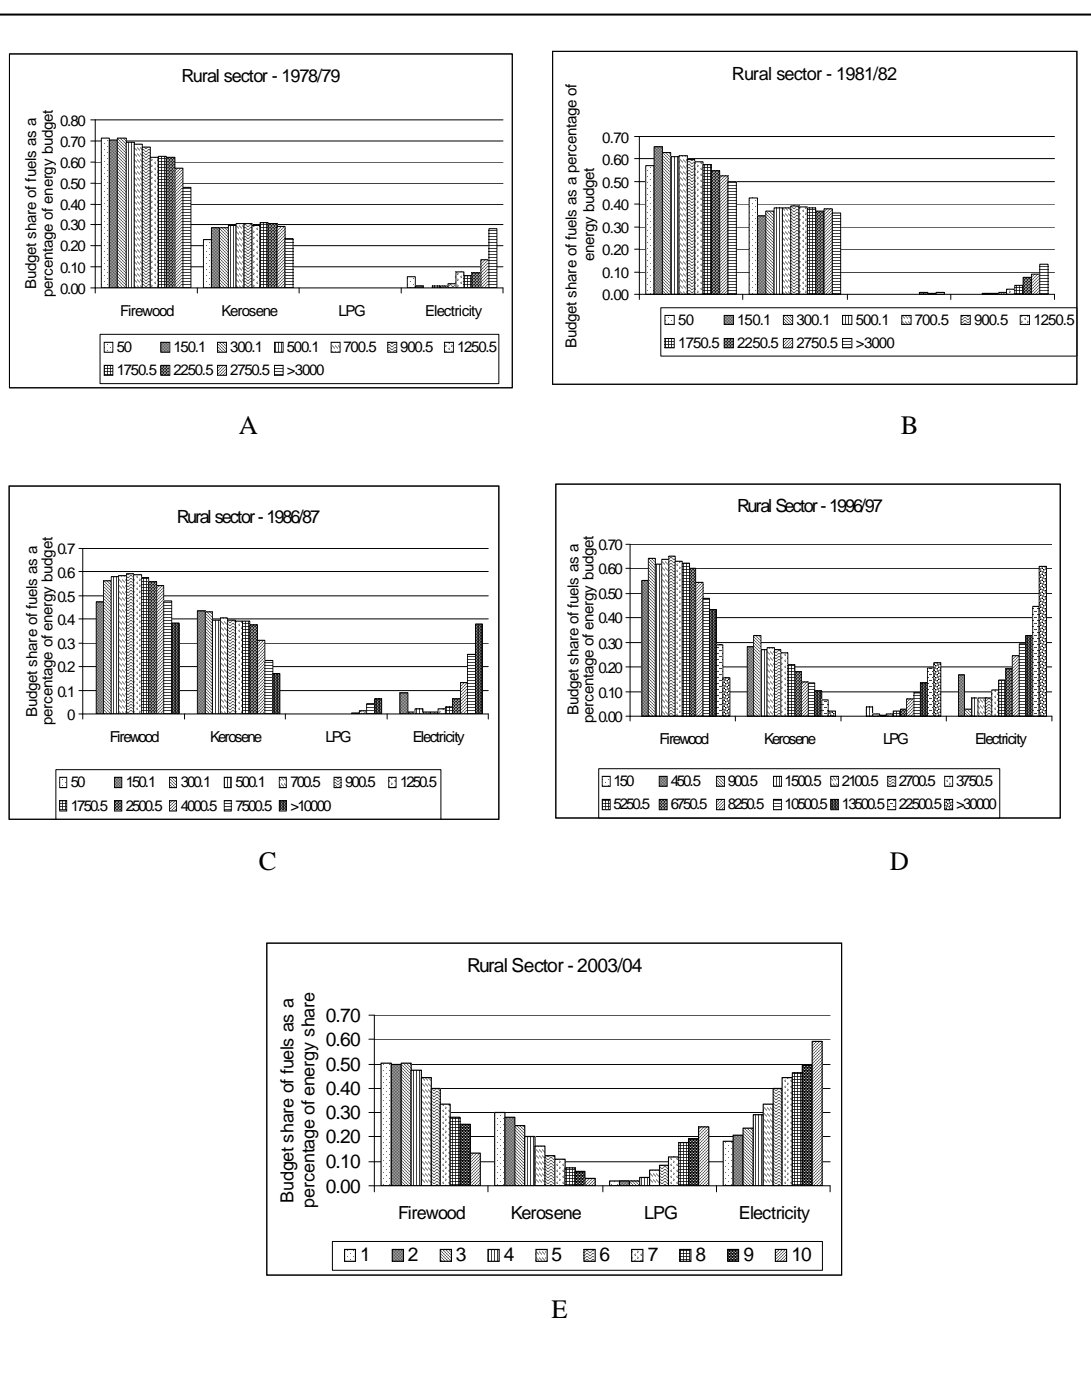 Rural sector - 1978/79
Budget share of fuels as a
percentage of energy budget
0.80
0.70
0.60
0.50
0.40
0.30
0.20
0.10
0.00
Firewood Kerosene LPG Electricity
50 150.1 300.1 500.1 700.5 900.5 1250.5
1750.5 2250.5 2750.5 >3000
A
Rural sector - 1981/82
Budget share of fuels as a percentage of
energy budget
0.70
0.60
0.50
0.40
0.30
0.20
0.10
0.00
50 150.1 300.1 500.1 700.5 900.5 1250.5
1750.5 2250.5 2750.5 >3000
B
Rural sector - 1986/87
Budget share of fuels as a
percentage of energy budget
0.7
0.6
0.5
0.4
0.3
0.2
0.1
0
Firewood Kerosene LPG Electricity
50 150.1 300.1 500.1 700.5 900.5 1250.5
1750.5 2500.5 4000.5 7500.5 >10000
C
Rural Sector - 1996/97
Budget share of fuels as a
percentage of energy budget
0.70
0.60
0.50
0.40
0.30
0.20
0.10
0.00
Firewood Kerosene LPG Electricity
150 450.5 900.5 1500.5 2100.5 2700.5 3750.5
5250.5 6750.5 8250.5 10500.5 13500.5 22500.5 >30000
D
Rural Sector - 2003/04
Budget share of fuels as a
percentage of energy share
0.70
0.60
0.50
0.40
0.30
0.20
0.10
0.00
Firewood Kerosene LPG Electricity
1 2 3 4 5 6 7 8 9 10
E